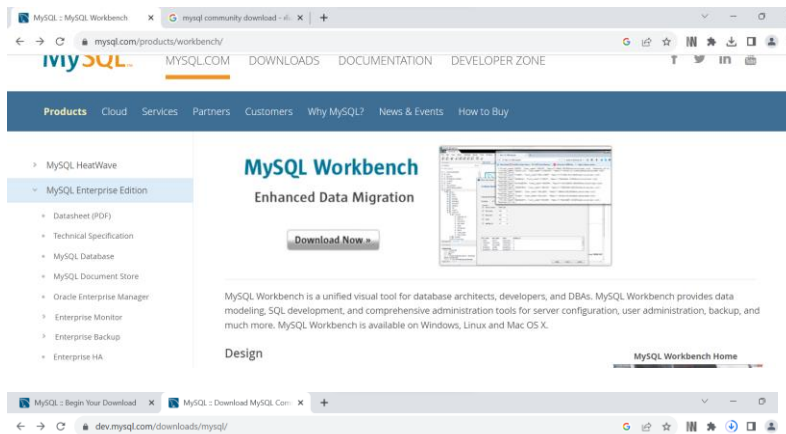 MySQL :: MySQL Workbench
mysql community download
mysql.com/products/workbench/
MySQL
MYSQL.COM DOWNLOADS DOCUMENTATION DEVELOPER ZONE
Products Cloud Services Partners Customers Why MySQL? News & Events How to Buy
MySQL HeatWave
MySQL Enterprise Edition
Datasheet (PDF)
Technical Specification
MySQL Database
MySQL Document Store
Oracle Enterprise Manager
Enterprise Monitor
Enterprise Backup
Enterprise HA
MySQL Workbench
Enhanced Data Migration
Download Now »
MySQL Workbench is a unified visual tool for database architects, developers, and DBAs. MySQL Workbench provides data
modeling, SQL development, and comprehensive administration tools for server configuration, user administration, backup, and
much more. MySQL Workbench is available on Windows, Linux and Mac OS X.
Design
MySQL Workbench Home
MySQL :: Begin Your Download
MySQL :: Download MySQL Com
dev.mysql.com/downloads/mysql/